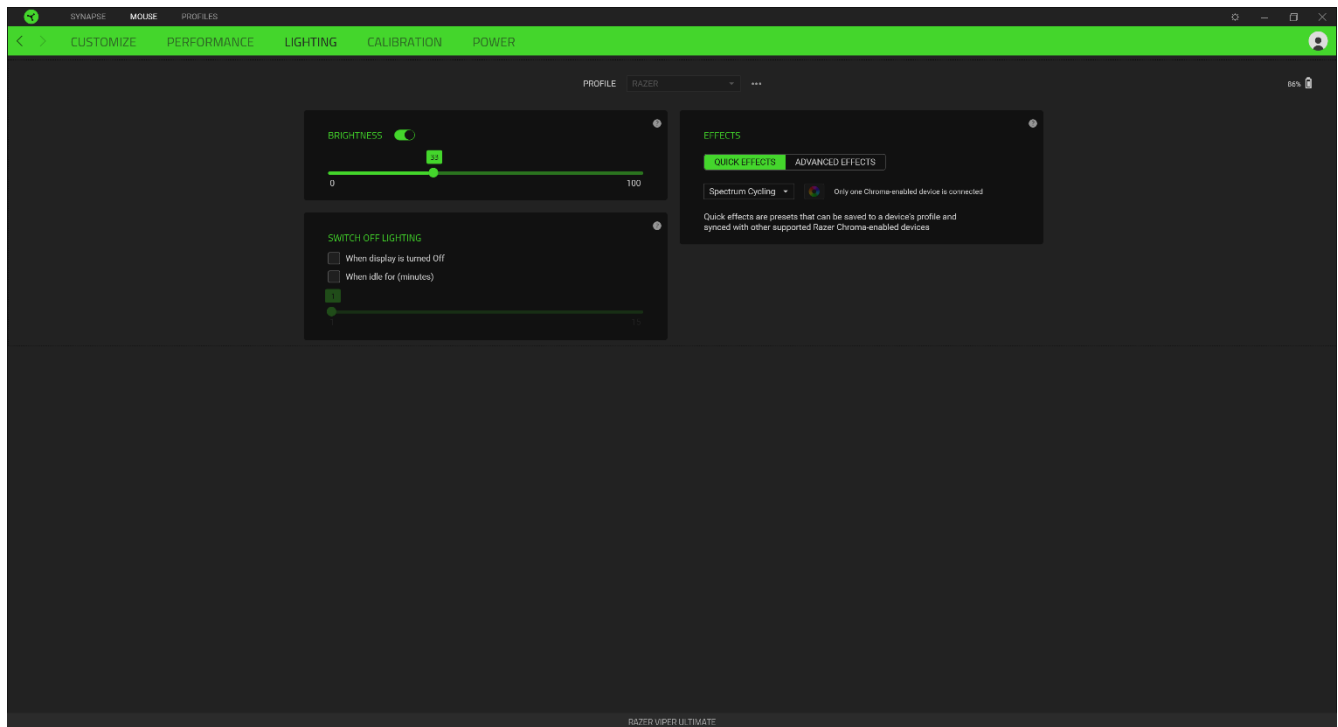 SYNAPSE MOUSE PROFILES
CUSTOMIZE PERFORMANCE LIGHTING CALIBRATION POWER
PROFILE RAZER
86%
BRIGHTNESS
33
0 100
SWITCH OFF LIGHTING
When display is turned Off
When idle for (minutes)
1
1 15
EFFECTS
QUICK EFFECTS ADVANCED EFFECTS
Spectrum Cycling Only one Chroma-enabled device is connected
Quick effects are presets that can be saved to a device's profile and
synced with other supported Razer Chroma-enabled devices
RAZER VIPER ULTIMATE